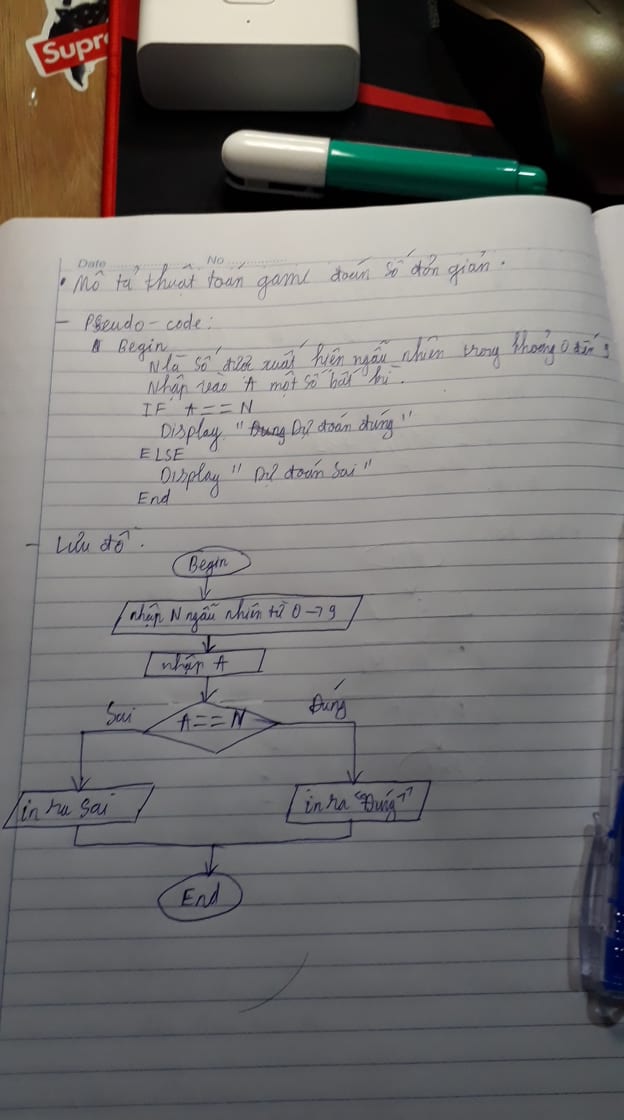 Supre
Date No
• Mô tả thuật toán game đoán số đơn giản.
- Pseudo-code:
Begin
N là số được xuất hiện ngẫu nhiên trong khoảng 0 đến 9
Nhập vào A một số bất kì.
IF A == N
Display "Đung Dự đoán đúng"
ELSE
Display " Dự đoán Sai "
End
- Lưu đồ.
Begin
nhập N ngẫu nhiên từ 0 → 9
nhập A
Sai A == N Đúng
in ra Sai in ra "Đúng"
End